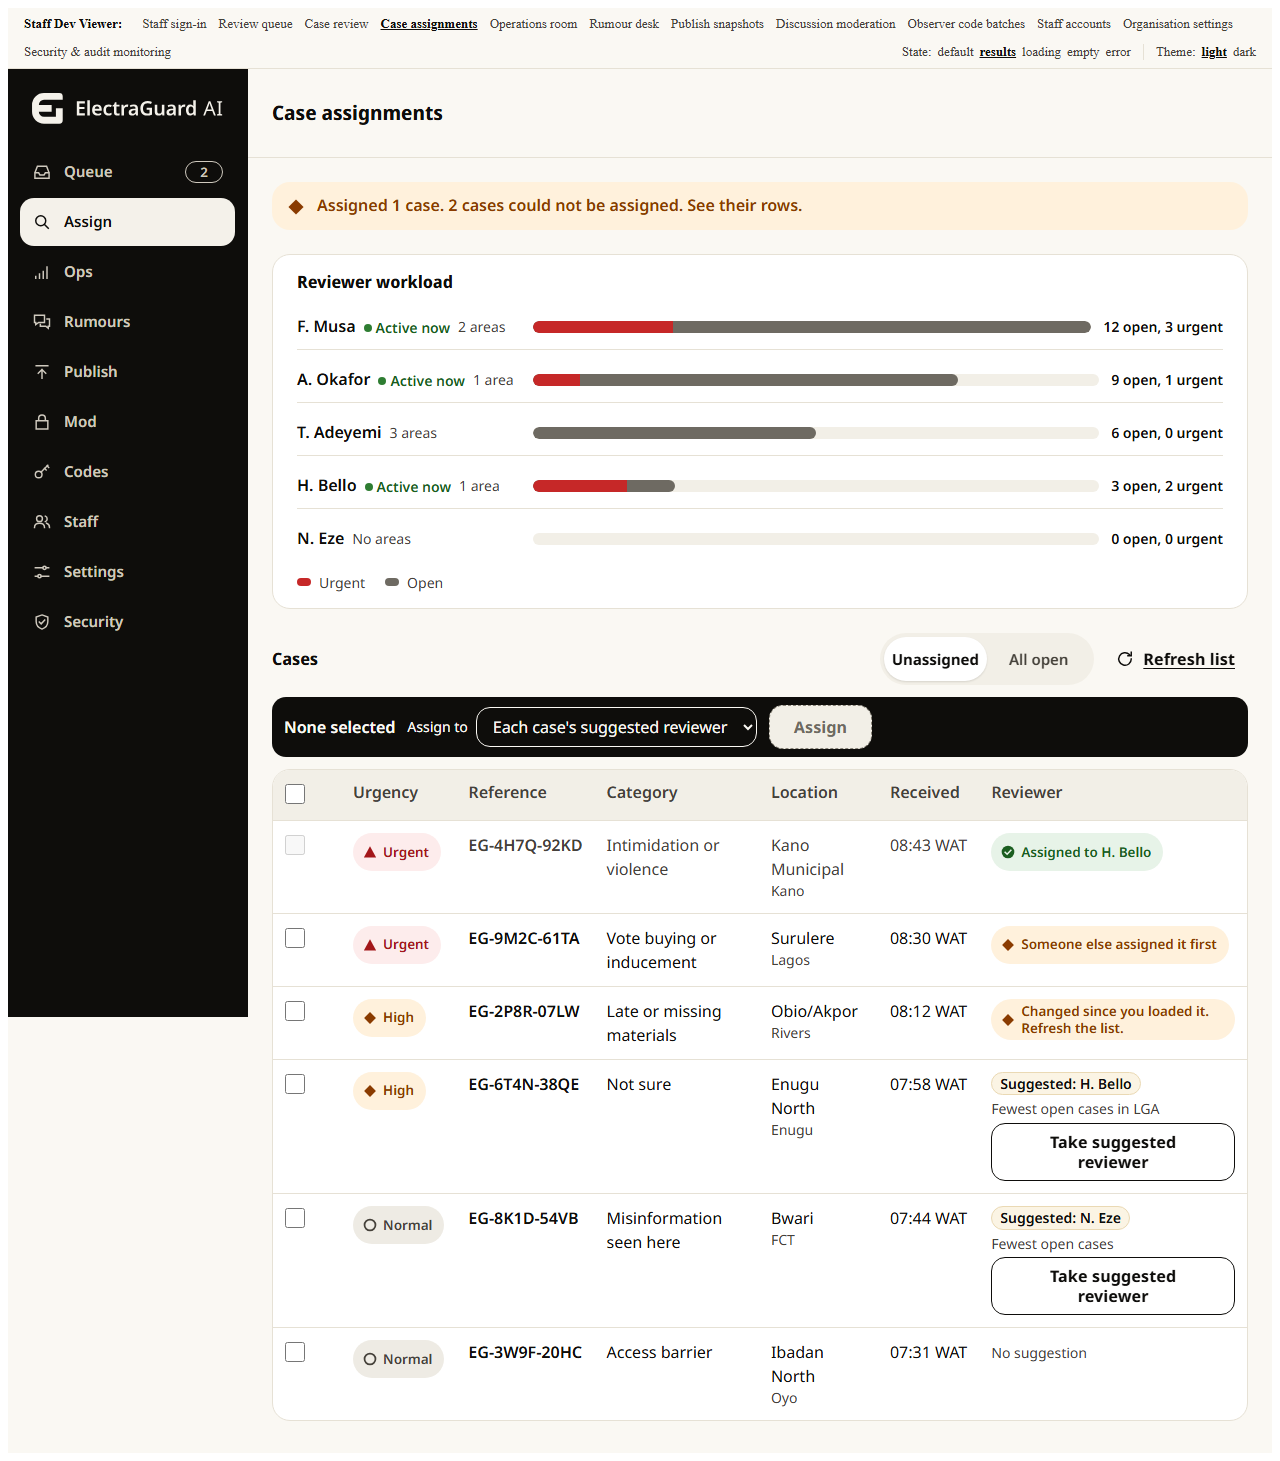 Staff Dev Viewer: Staff sign-in Review queue Case review Case assignments Operations room Rumour desk Publish snapshots Discussion moderation Observer code batches Staff accounts Organisation settings
Security & audit monitoring
State: default results loading empty error Theme: light dark
ElectraGuard AI
Queue 2
Assign
Ops
Rumours
Publish
Mod
Codes
Staff
Settings
Security
Case assignments
Assigned 1 case. 2 cases could not be assigned. See their rows.
Reviewer workload
F. Musa Active now 2 areas 12 open, 3 urgent
A. Okafor Active now 1 area 9 open, 1 urgent
T. Adeyemi 3 areas 6 open, 0 urgent
H. Bello Active now 1 area 3 open, 2 urgent
N. Eze No areas 0 open, 0 urgent
Urgent Open
Cases Unassigned All open Refresh list
None selected Assign to Each case's suggested reviewer Assign
Urgency Reference Category Location Received Reviewer
Urgent EG-4H7Q-92KD Intimidation or Kano 08:43 WAT Assigned to H. Bello
violence Municipal
Kano
Urgent EG-9M2C-61TA Vote buying or Surulere 08:30 WAT Someone else assigned it first
inducement Lagos
High EG-2P8R-07LW Late or missing Obio/Akpor 08:12 WAT Changed since you loaded it.
materials Rivers Refresh the list.
High EG-6T4N-38QE Not sure Enugu 07:58 WAT Suggested: H. Bello
North Fewest open cases in LGA
Enugu
Take suggested
reviewer
Normal EG-8K1D-54VB Misinformation Bwari 07:44 WAT Suggested: N. Eze
seen here FCT Fewest open cases
Take suggested
reviewer
Normal EG-3W9F-20HC Access barrier Ibadan 07:31 WAT No suggestion
North
Oyo